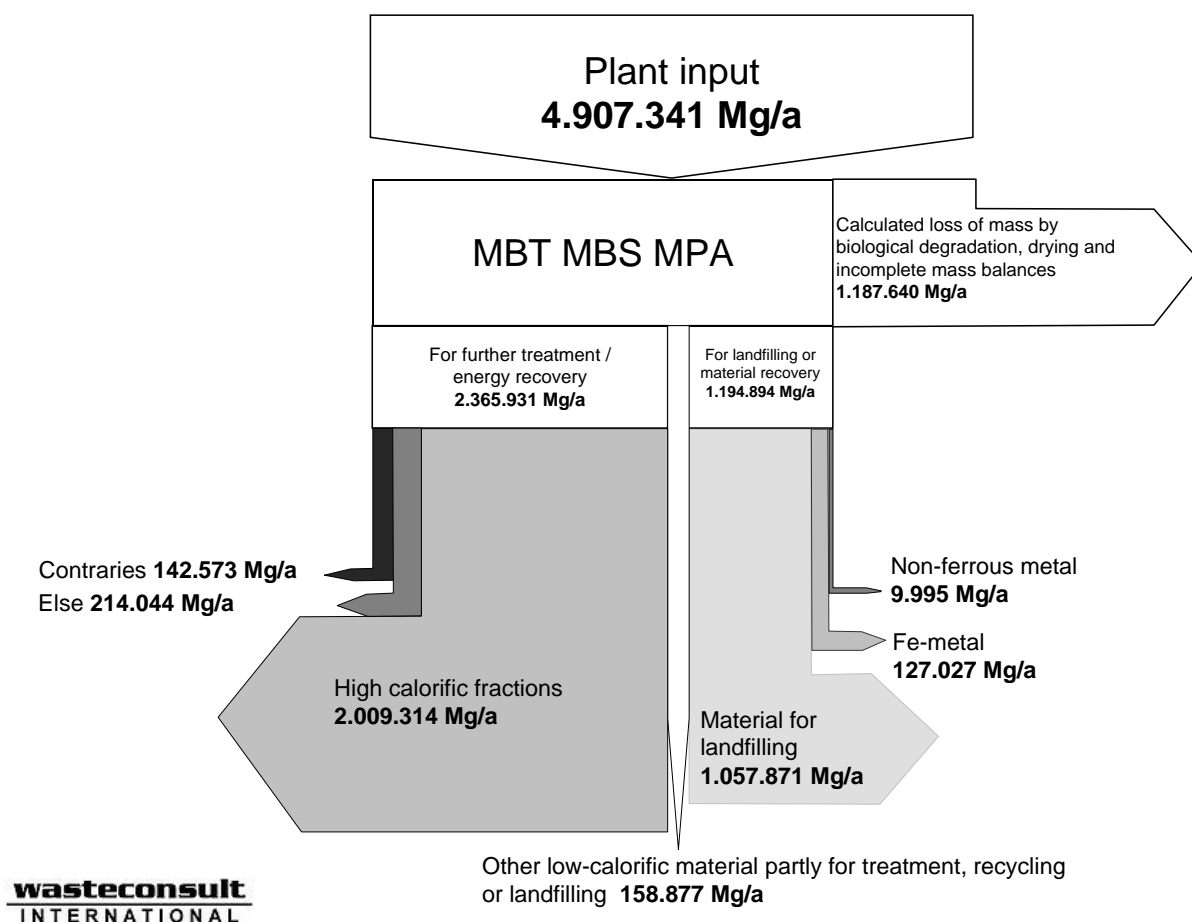 Plant input
4.907.341 Mg/a
MBT MBS MPA
Calculated loss of mass by
biological degradation, drying and
incomplete mass balances
1.187.640 Mg/a
For further treatment /
energy recovery
2.365.931 Mg/a
For landfilling or
material recovery
1.194.894 Mg/a
Contraries 142.573 Mg/a
Else 214.044 Mg/a
Non-ferrous metal
9.995 Mg/a
Fe-metal
127.027 Mg/a
High calorific fractions
2.009.314 Mg/a
Material for
landfilling
1.057.871 Mg/a
Other low-calorific material partly for treatment, recycling
or landfilling 158.877 Mg/a
wasteconsult
INTERNATIONAL